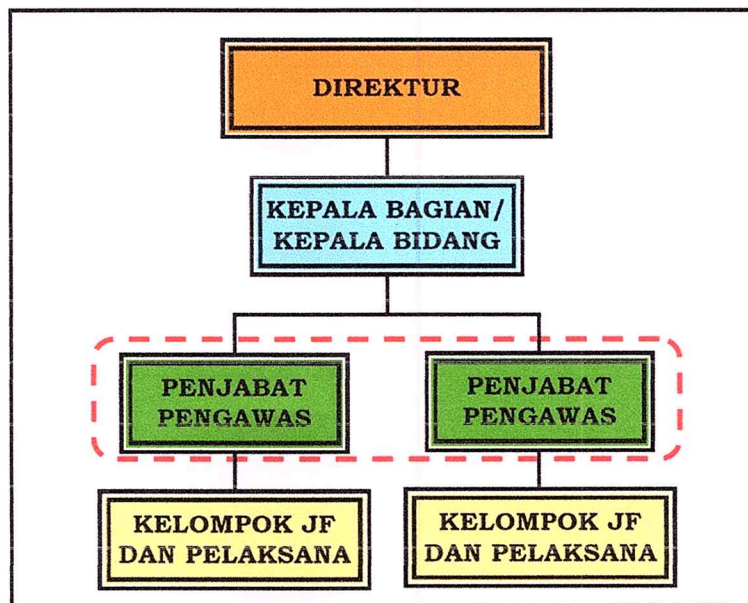 DIREKTUR
KEPALA BAGIAN/
KEPALA BIDANG
PENJABAT
PENGAWAS
PENJABAT
PENGAWAS
KELOMPOK JF
DAN PELAKSANA
KELOMPOK JF
DAN PELAKSANA